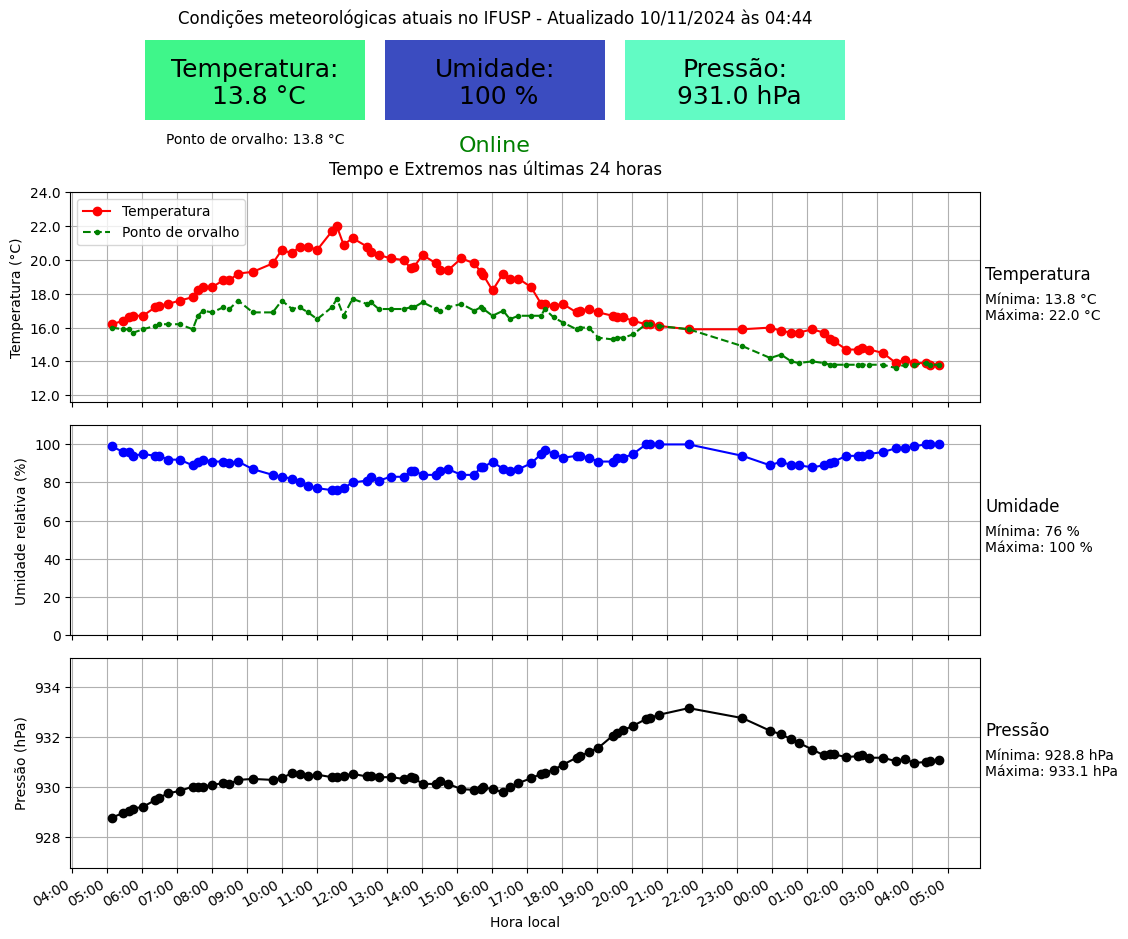 Condições meteorológicas atuais no IFUSP - Atualizado 10/11/2024 às 04:44
Temperatura:
13.8 °C
Umidade:
100 %
Pressão:
931.0 hPa
Ponto de orvalho: 13.8 °C
Online
Tempo e Extremos nas últimas 24 horas
Temperatura (°C)
24.0
22.0
20.0
18.0
16.0
14.0
12.0
Temperatura
Ponto de orvalho
Temperatura
Mínima: 13.8 °C
Máxima: 22.0 °C
Umidade relativa (%)
100
80
60
40
20
0
Umidade
Mínima: 76 %
Máxima: 100 %
Pressão (hPa)
934
932
930
928
Pressão
Mínima: 928.8 hPa
Máxima: 933.1 hPa
04:00
05:00
06:00
07:00
08:00
09:00
10:00
11:00
12:00
13:00
14:00
15:00
16:00
17:00
18:00
19:00
20:00
21:00
22:00
23:00
00:00
01:00
02:00
03:00
04:00
05:00
Hora local